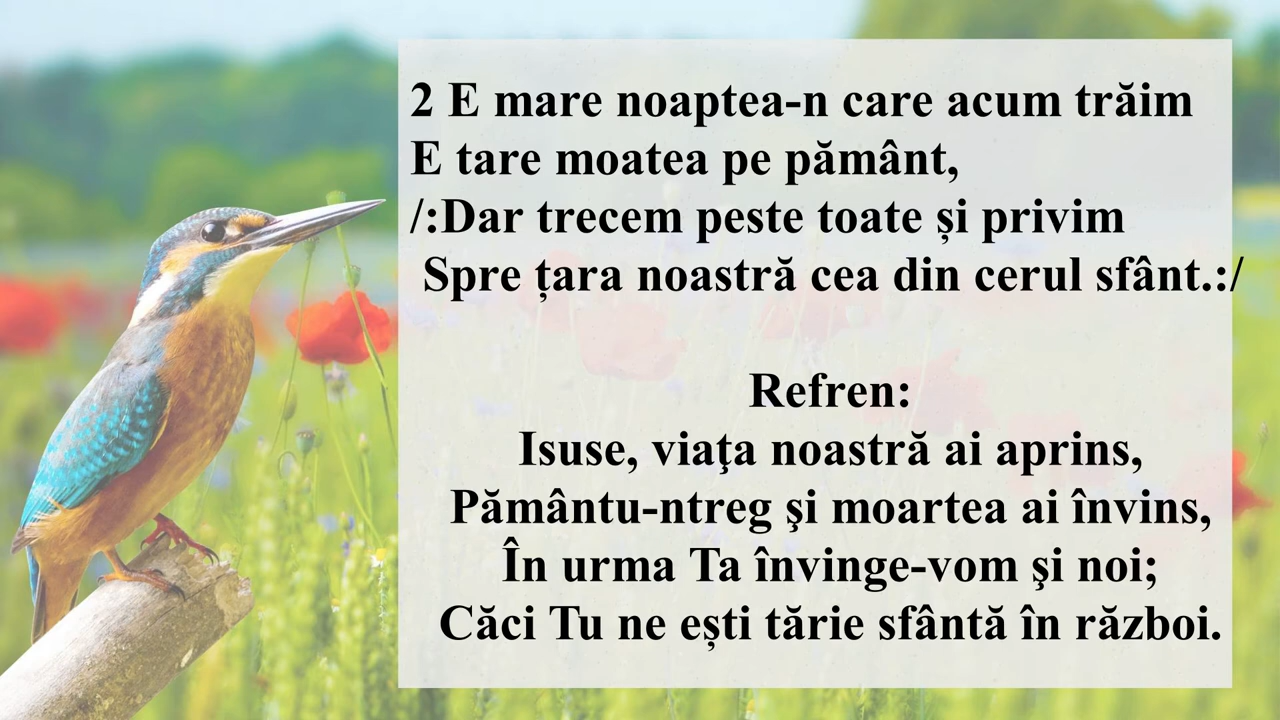 2 E mare noaptea-n care acum trăim
E tare moatea pe pământ,
/:Dar trecem peste toate și privim
Spre țara noastră cea din cerul sfânt.:/
Refren:
Isuse, viaţa noastră ai aprins,
Pământu-ntreg şi moartea ai învins,
În urma Ta învinge-vom şi noi;
Căci Tu ne ești tărie sfântă în război.